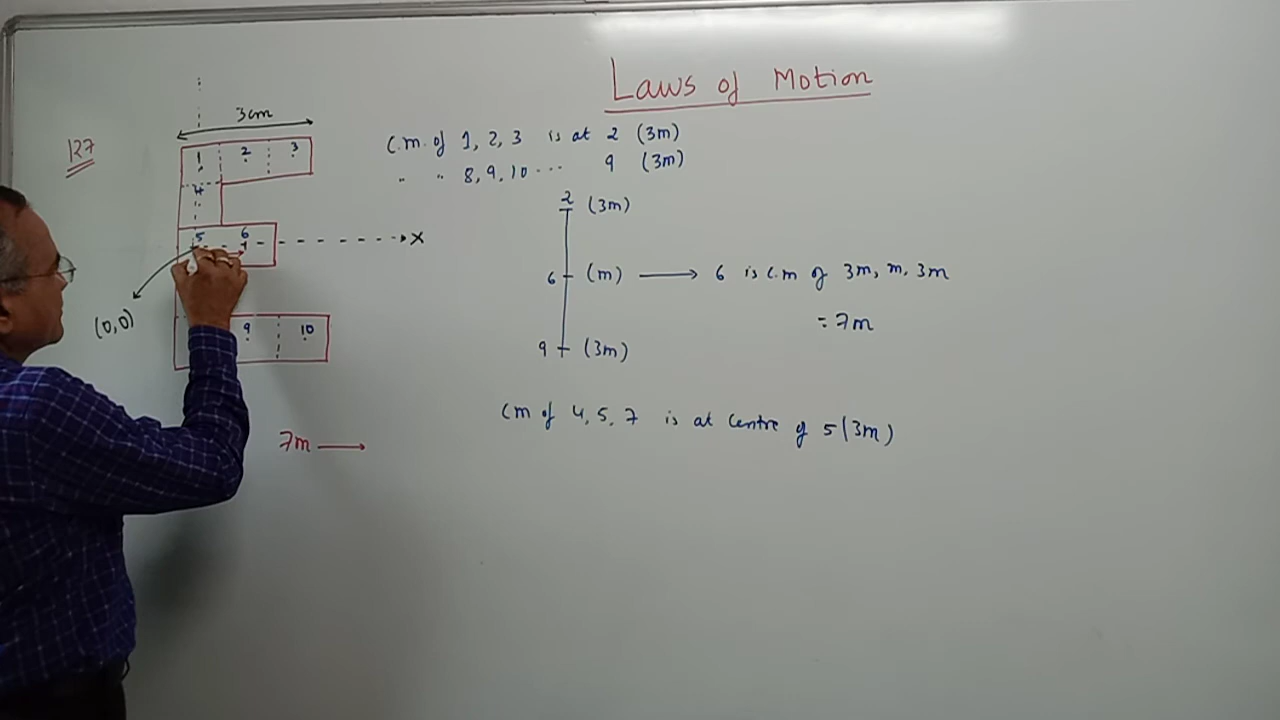 Laws of Motion
127
3cm
1 2 3
4
5 6
X
(0,0)
9 10
7m
C.m. of 1, 2, 3 is at 2 (3m)
" " 8, 9, 10 ... 9 (3m)
2 (3m)
6 (m) 6 is C.m of 3m, m, 3m
= 7m
9 (3m)
Cm of 4, 5, 7 is at Centre of 5 (3m)